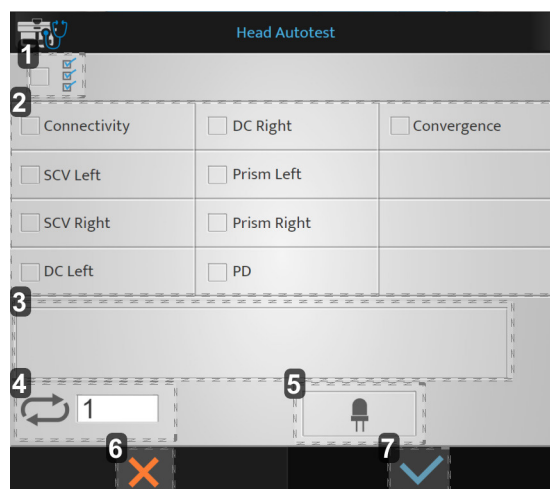 Head Autotest
1
2
Connectivity DC Right Convergence
SCV Left Prism Left
SCV Right Prism Right
DC Left PD
3
4
5
1
6
7